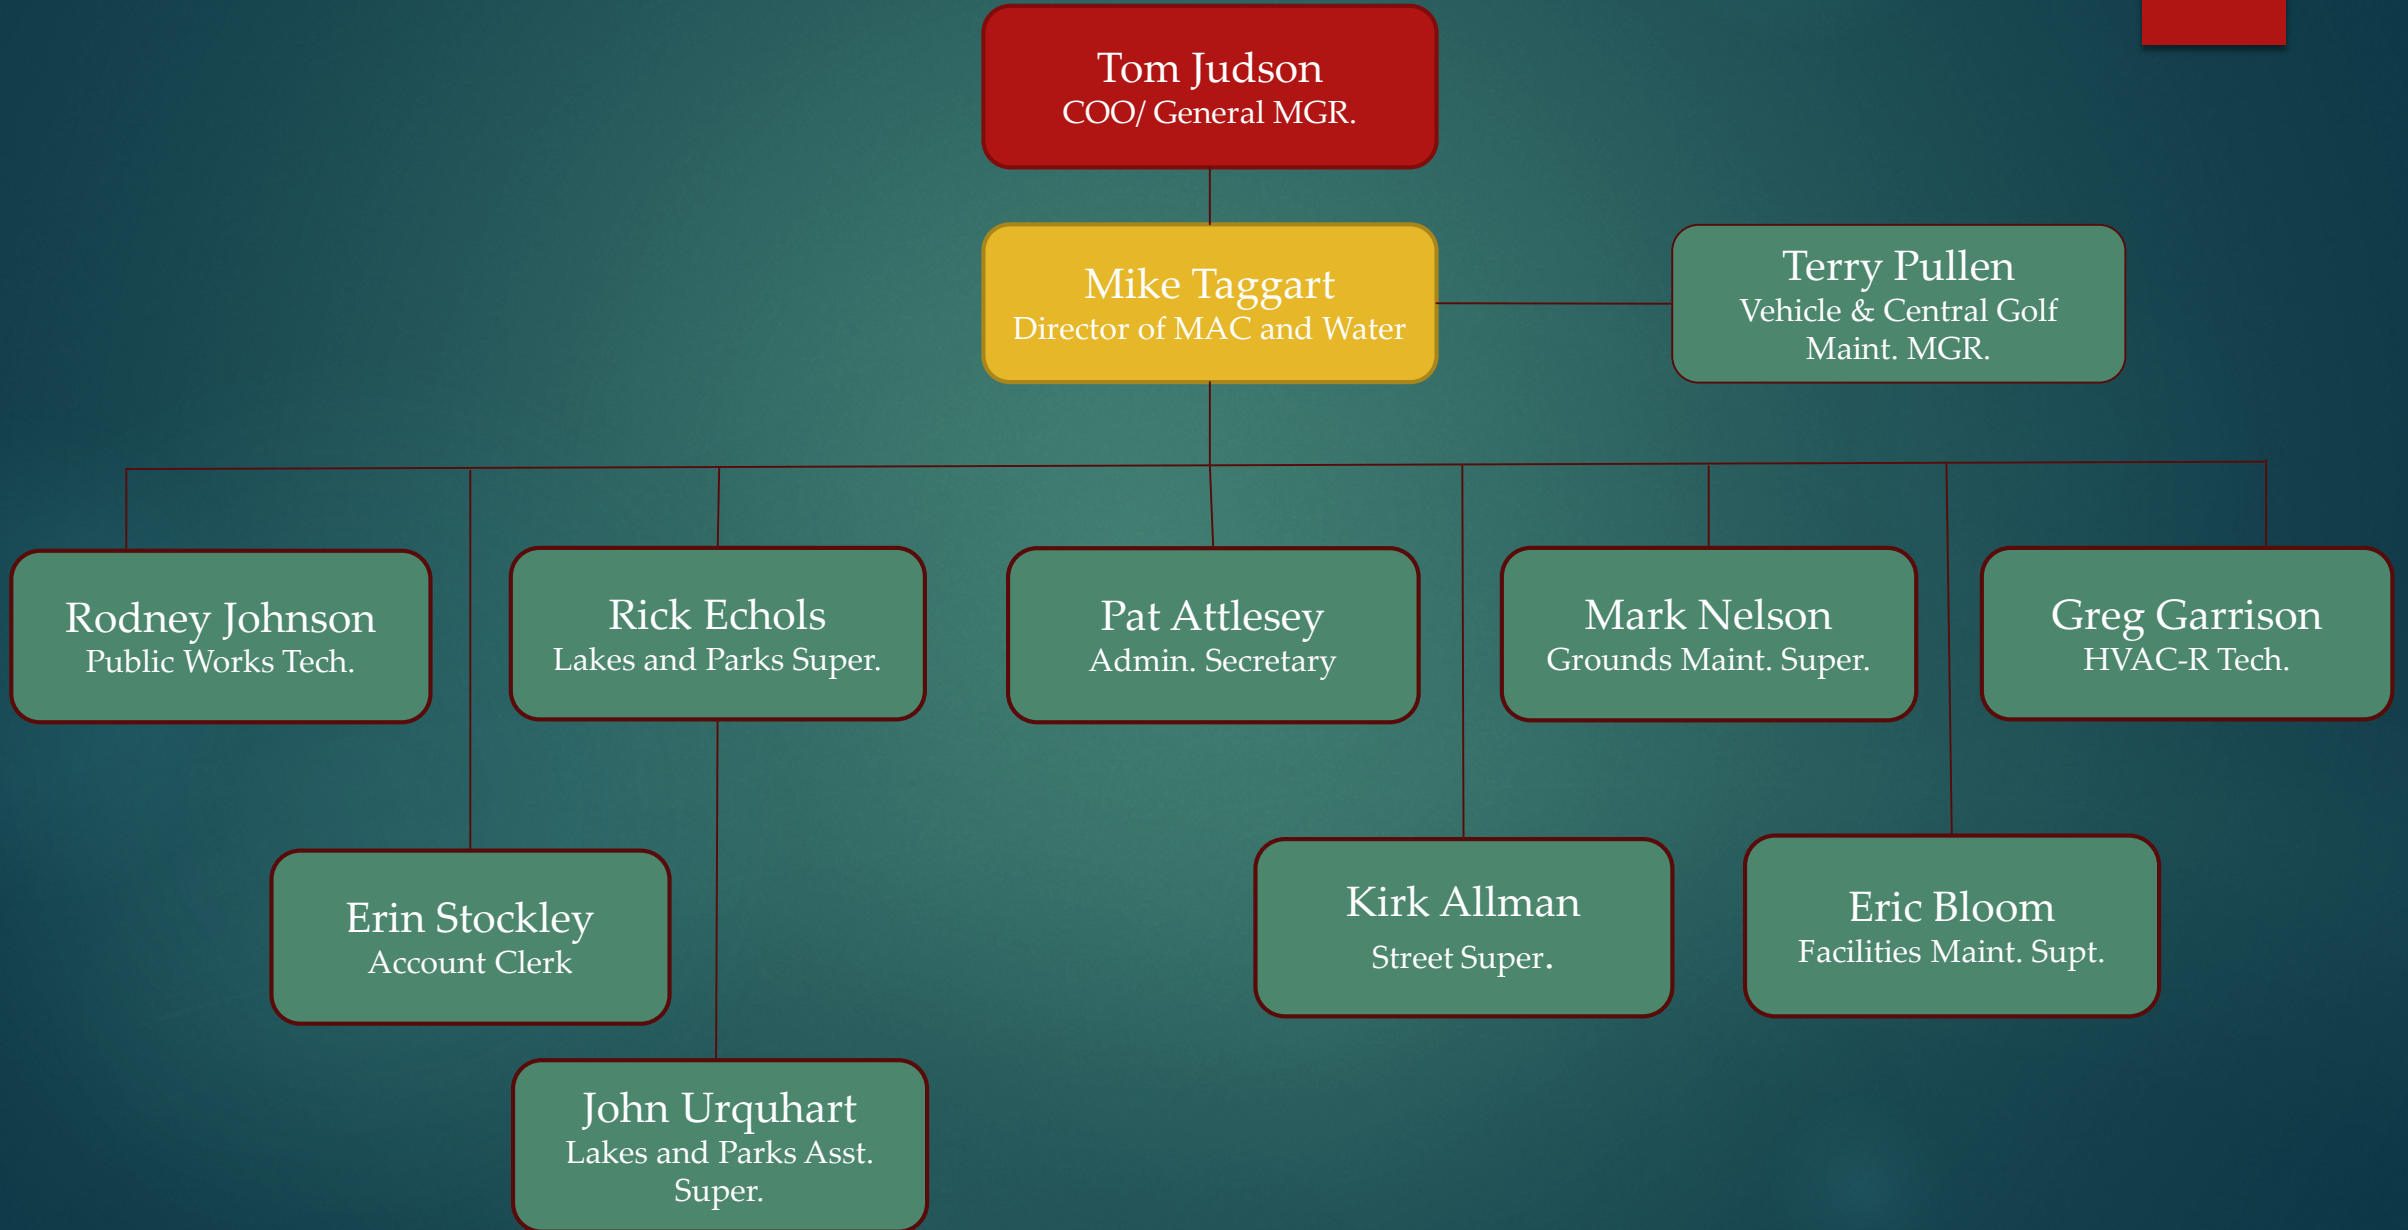 Tom Judson
COO/ General MGR.
Mike Taggart
Director of MAC and Water
Terry Pullen
Vehicle & Central Golf
Maint. MGR.
Rodney Johnson
Public Works Tech.
Rick Echols
Lakes and Parks Super.
Pat Attlesey
Admin. Secretary
Mark Nelson
Grounds Maint. Super.
Greg Garrison
HVAC-R Tech.
Erin Stockley
Account Clerk
Kirk Allman
Street Super.
Eric Bloom
Facilities Maint. Supt.
John Urquhart
Lakes and Parks Asst.
Super.